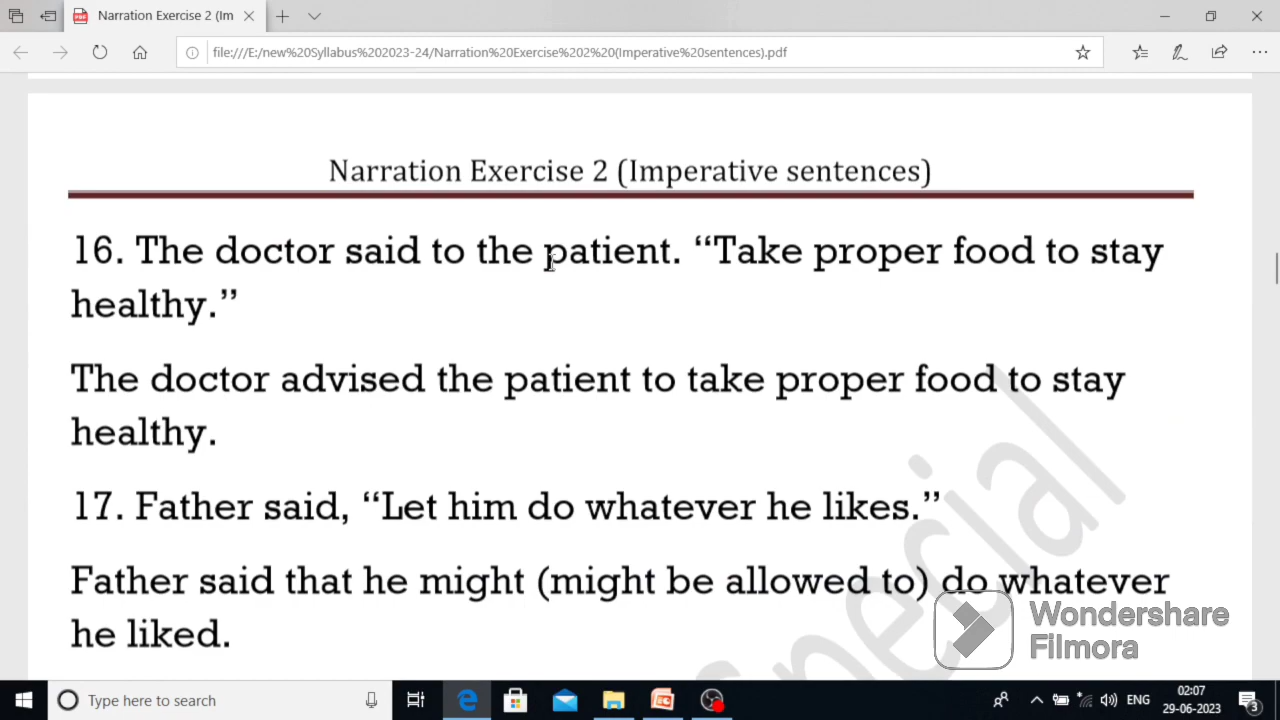 Narration Exercise 2 (Im
file:///E:/new%20Syllabus%202023-24/Narration%20Exercise%202%20(Imperative%20sentences).pdf
Narration Exercise 2 (Imperative sentences)
16. The doctor said to the patient. “Take proper food to stay
healthy.”
The doctor advised the patient to take proper food to stay
healthy.
17. Father said, “Let him do whatever he likes.”
Father said that he might (might be allowed to) do whatever
he liked.
Special
Wondershare
Filmora
Type here to search
ENG
02:07
29-06-2023
3